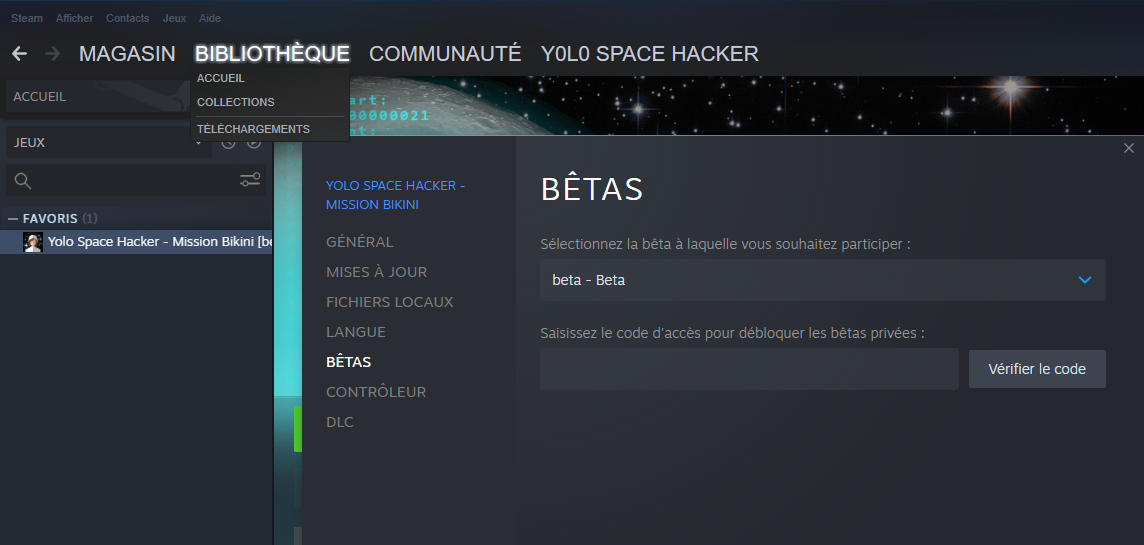 Steam Afficher Contacts Jeux Aide
MAGASIN BIBLIOTHÈQUE COMMUNAUTÉ Y0L0 SPACE HACKER
ACCUEIL
COLLECTIONS
TÉLÉCHARGEMENTS
ACCUEIL
JEUX
FAVORIS (1)
Yolo Space Hacker - Mission Bikini [be
art:
00000021
nt:
YOLO SPACE HACKER -
MISSION BIKINI
GÉNÉRAL
MISES À JOUR
FICHIERS LOCAUX
LANGUE
BÊTAS
CONTRÔLEUR
DLC
BÊTAS
Sélectionnez la bêta à laquelle vous souhaitez participer :
beta - Beta
Saisissez le code d'accès pour débloquer les bêtas privées :
Vérifier le code